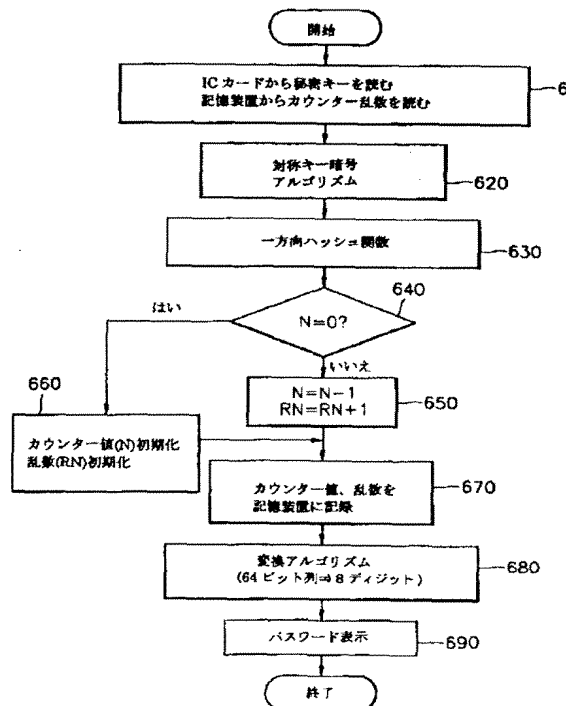 開始
ICカードから秘密キーを読む
記憶装置からカウンター乱数を読む
6
対称キー暗号
アルゴリズム
620
一方向ハッシュ関数
630
640
はい
N=0?
いいえ
660
N=N-1
RN=RN+1
650
カウンター値(N)初期化
乱数(RN)初期化
カウンター値、乱数を
記憶装置に記録
670
変換アルゴリズム
(64ビット列⇒8ディジット)
680
パスワード表示
690
終了